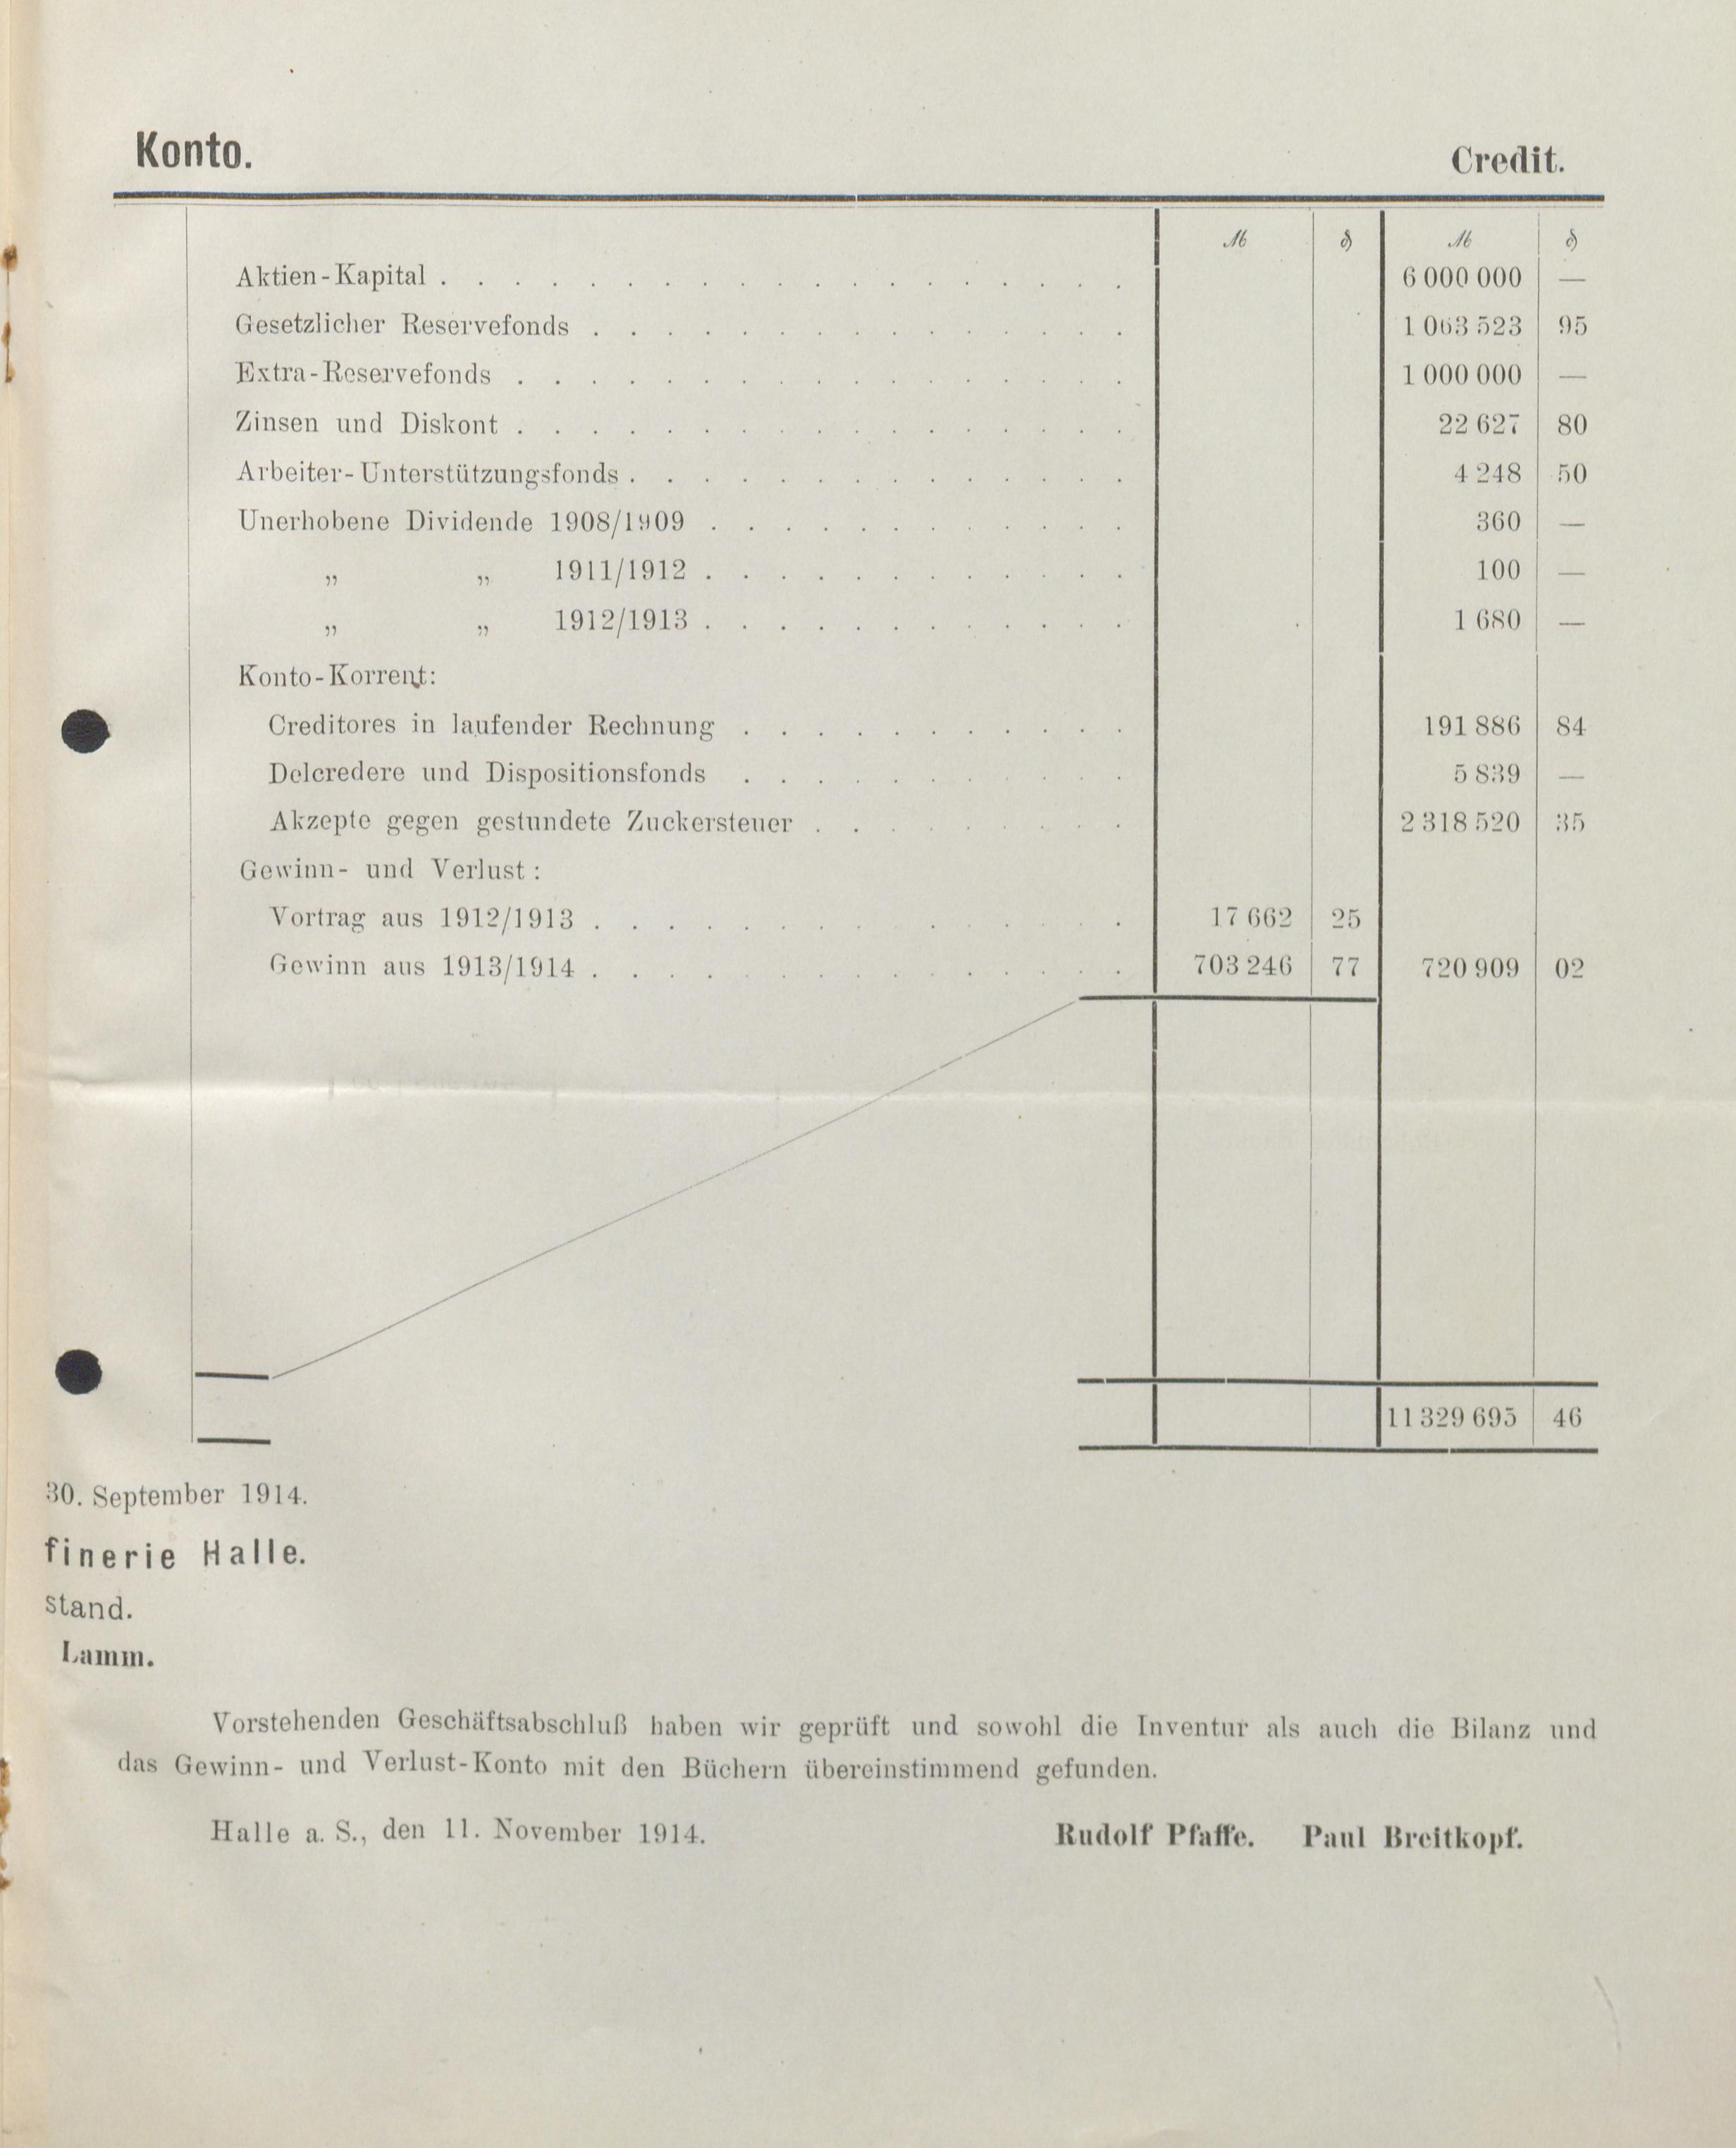 Konto. Credit.
ℳ ₰ ℳ ₰
Aktien-Kapital . . . . . . . . . . . . . . . . . . . 6 000 000 —
Gesetzlicher Reservefonds . . . . . . . . . . . . . . . 1 063 523 95
Extra-Reservefonds . . . . . . . . . . . . . . . . . 1 000 000 —
Zinsen und Diskont . . . . . . . . . . . . . . . . . 22 627 80
Arbeiter-Unterstützungsfonds . . . . . . . . . . . . . . 4 248 50
Unerhobene Dividende 1908/1909 . . . . . . . . . . . . 360 —
„ „ 1911/1912 . . . . . . . . . . . . 100 —
„ „ 1912/1913 . . . . . . . . . . . . 1 680 —
Konto-Korrent:
Creditores in laufender Rechnung . . . . . . . . . . . 191 886 84
Delcredere und Dispositionsfonds . . . . . . . . . . . 5 839 —
Akzepte gegen gestundete Zuckersteuer . . . . . . . . . 2 318 520 35
Gewinn- und Verlust:
Vortrag aus 1912/1913 . . . . . . . . . . . . . . . 17 662 25
Gewinn aus 1913/1914 . . . . . . . . . . . . . . . 703 246 77 720 909 02
11 329 695 46
30. September 1914.
finerie Halle.
stand.
Lamm.
Vorstehenden Geschäftsabschluß haben wir geprüft und sowohl die Inventur als auch die Bilanz und
das Gewinn- und Verlust-Konto mit den Büchern übereinstimmend gefunden.
Halle a. S., den 11. November 1914. Rudolf Pfaffe. Paul Breitkopf.